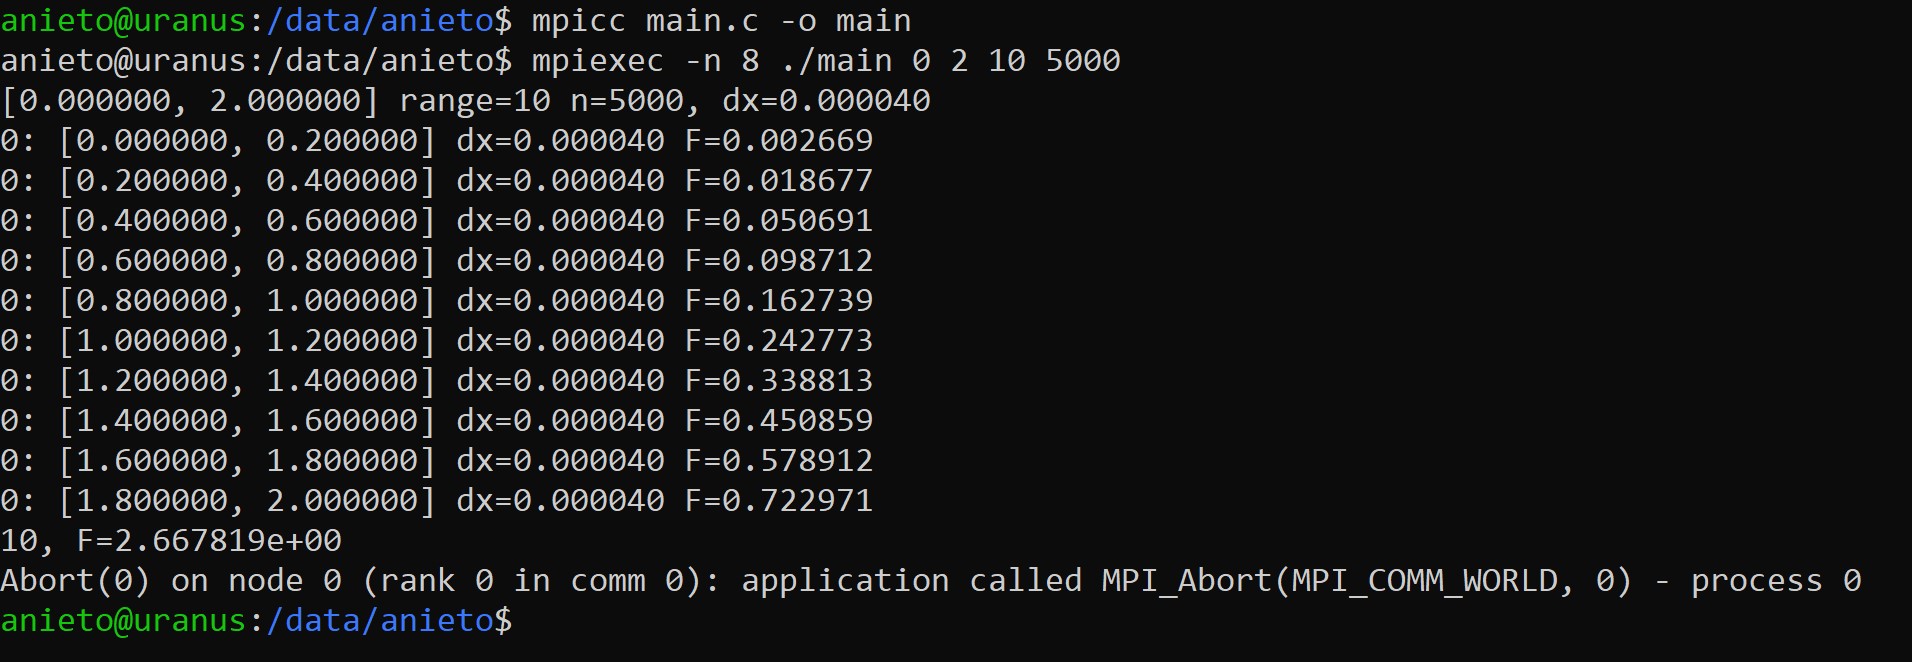 anieto@uranus:/data/anieto$ mpicc main.c -o main
anieto@uranus:/data/anieto$ mpiexec -n 8 ./main 0 2 10 5000
[0.000000, 2.000000] range=10 n=5000, dx=0.000040
0: [0.000000, 0.200000] dx=0.000040 F=0.002669
0: [0.200000, 0.400000] dx=0.000040 F=0.018677
0: [0.400000, 0.600000] dx=0.000040 F=0.050691
0: [0.600000, 0.800000] dx=0.000040 F=0.098712
0: [0.800000, 1.000000] dx=0.000040 F=0.162739
0: [1.000000, 1.200000] dx=0.000040 F=0.242773
0: [1.200000, 1.400000] dx=0.000040 F=0.338813
0: [1.400000, 1.600000] dx=0.000040 F=0.450859
0: [1.600000, 1.800000] dx=0.000040 F=0.578912
0: [1.800000, 2.000000] dx=0.000040 F=0.722971
10, F=2.667819e+00
Abort(0) on node 0 (rank 0 in comm 0): application called MPI_Abort(MPI_COMM_WORLD, 0) - process 0
anieto@uranus:/data/anieto$